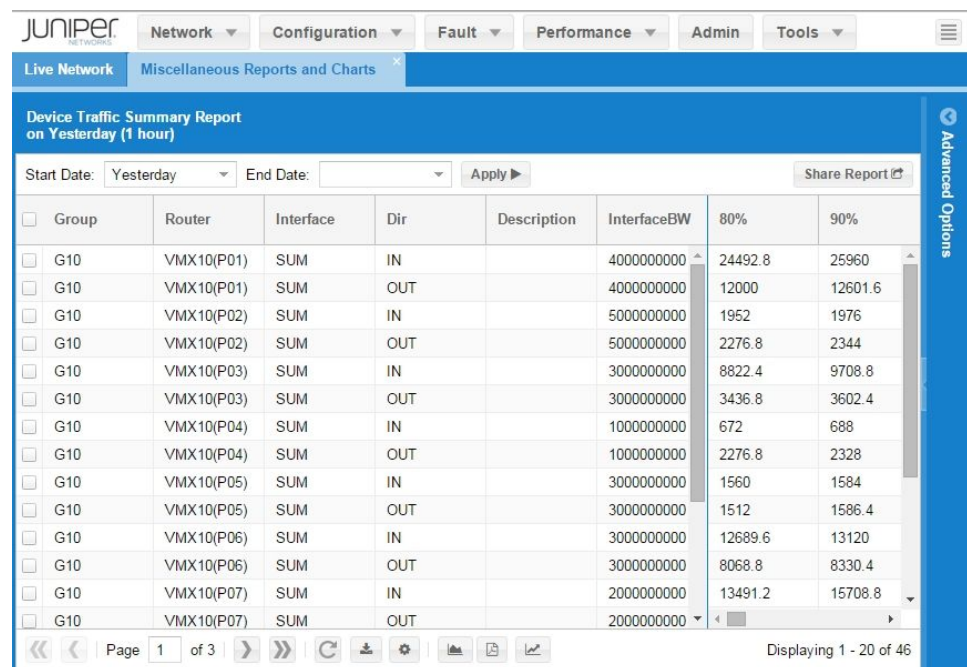 JUNIPER
NETWORKS
Network Configuration Fault Performance Admin Tools
Live Network Miscellaneous Reports and Charts
Device Traffic Summary Report
on Yesterday (1 hour)
Advanced Options
Start Date: Yesterday End Date: Apply Share Report
Group Router Interface Dir Description InterfaceBW 80% 90%
G10 VMX10(P01) SUM IN 4000000000 24492.8 25960
G10 VMX10(P01) SUM OUT 4000000000 12000 12601.6
G10 VMX10(P02) SUM IN 5000000000 1952 1976
G10 VMX10(P02) SUM OUT 5000000000 2276.8 2344
G10 VMX10(P03) SUM IN 3000000000 8822.4 9708.8
G10 VMX10(P03) SUM OUT 3000000000 3436.8 3602.4
G10 VMX10(P04) SUM IN 1000000000 672 688
G10 VMX10(P04) SUM OUT 1000000000 2276.8 2328
G10 VMX10(P05) SUM IN 3000000000 1560 1584
G10 VMX10(P05) SUM OUT 3000000000 1512 1586.4
G10 VMX10(P06) SUM IN 3000000000 12689.6 13120
G10 VMX10(P06) SUM OUT 3000000000 8068.8 8330.4
G10 VMX10(P07) SUM IN 2000000000 13491.2 15708.8
G10 VMX10(P07) SUM OUT 2000000000
Page 1 of 3 Displaying 1 - 20 of 46